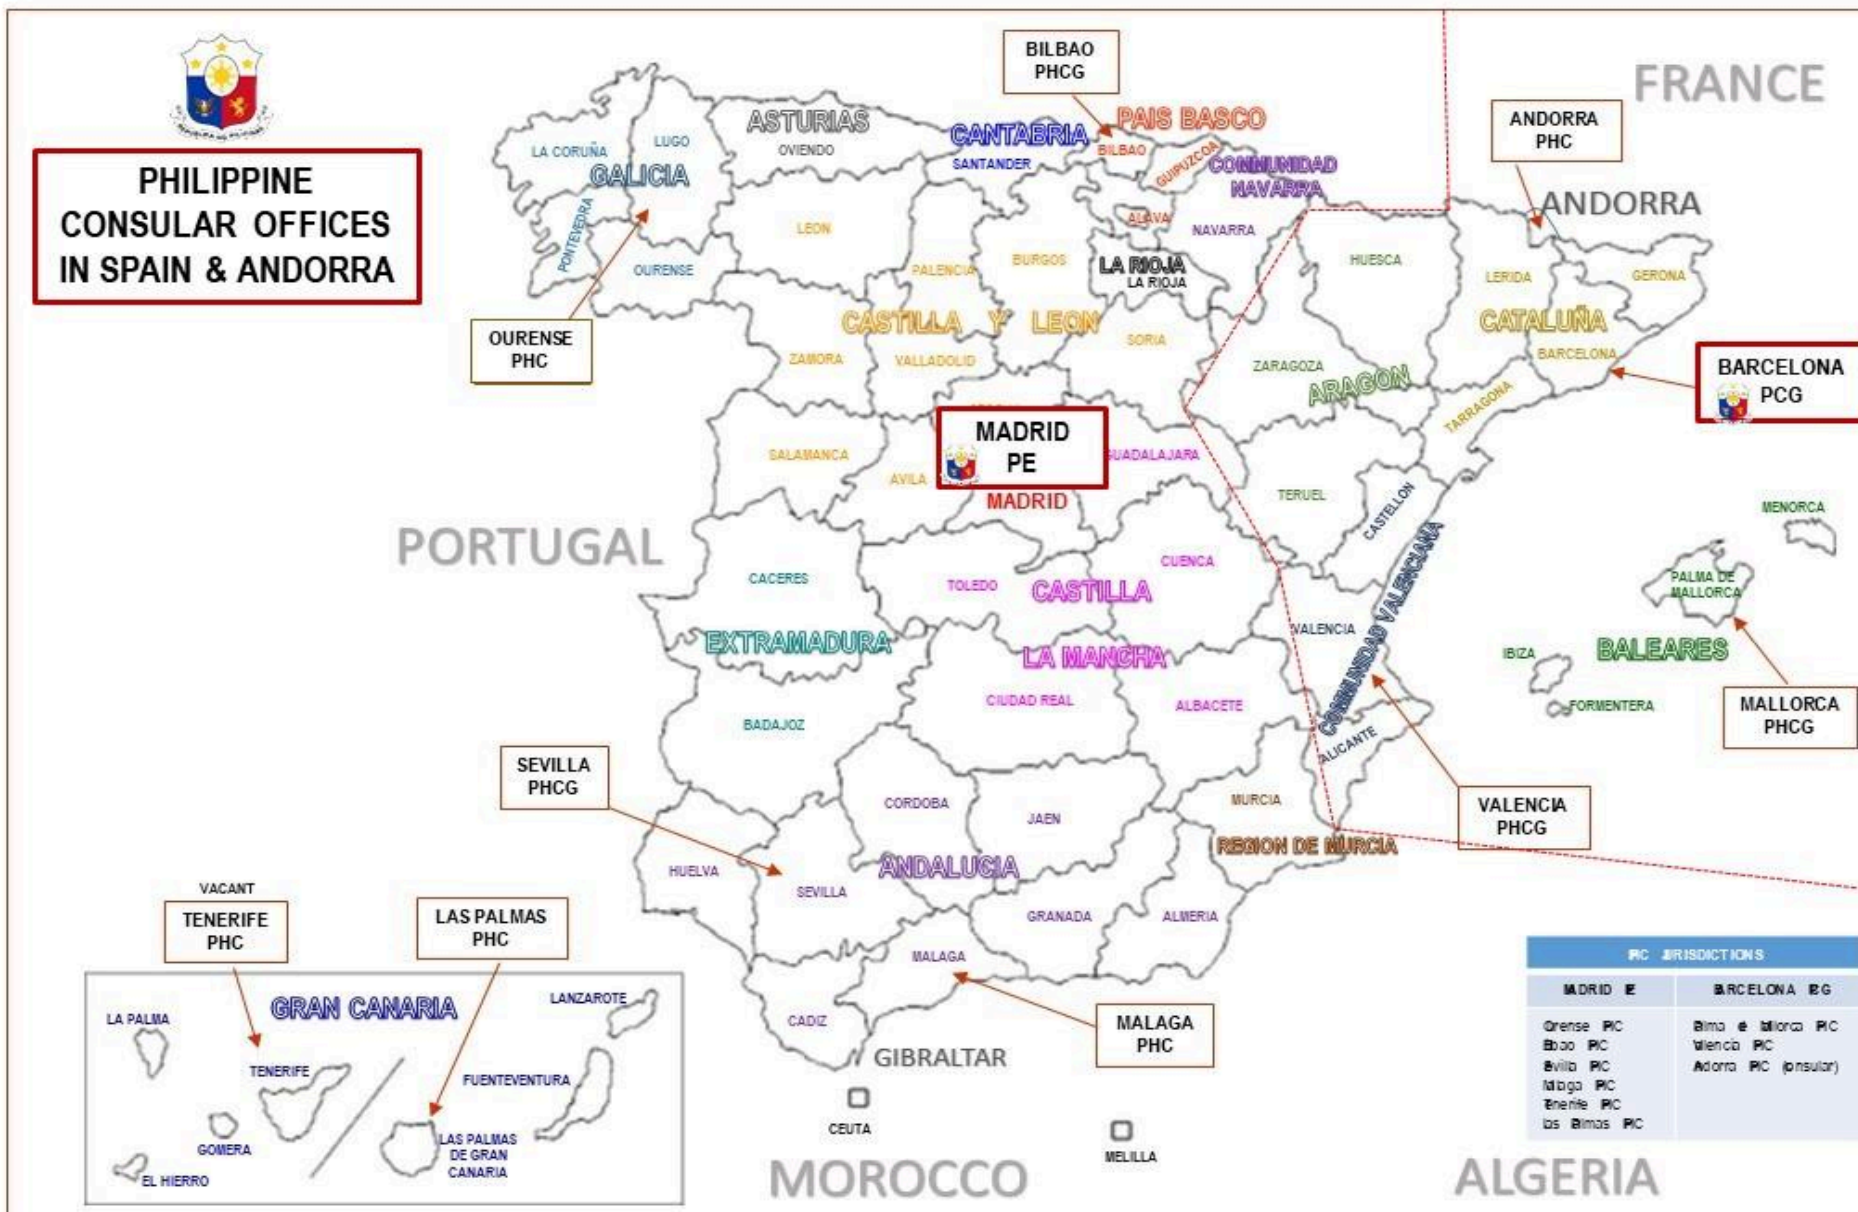 PHILIPPINE
CONSULAR OFFICES
IN SPAIN & ANDORRA
BILBAO
PHCG
FRANCE
ANDORRA
PHC
ANDORRA
PAIS BASCO
CANTABRIA
SANTANDER
BILBAO
GUIPUZCOA
ALAVA
COMMUNIDAD
NAVARRA
NAVARRA
ASTURIAS
OVIENDO
LA CORUÑA
LUGO
GALICIA
PONTEVEDRA
OURENSE
OURENSE
PHC
LEON
PALENCIA
BURGOS
LA RIOJA
LA RIOJA
CASTILLA Y LEON
ZAMORA
VALLADOLID
SORIA
SALAMANCA
AVILA
HUESCA
ZARAGOZA
ARAGON
TERUEL
LERIDA
GERONA
CATALUÑA
BARCELONA
TARRAGONA
BARCELONA
PCG
MADRID
PE
MADRID
GUADALAJARA
PORTUGAL
CACERES
EXTRAMADURA
BADAJOZ
TOLEDO
CUENCA
CASTILLA
LA MANCHA
CIUDAD REAL
ALBACETE
CASTELLON
VALENCIA
COMMUNIDAD VALENCIANA
ALICANTE
MENORCA
PALMA DE
MALLORCA
IBIZA
BALEARES
FORMENTERA
MALLORCA
PHCG
VALENCIA
PHCG
SEVILLA
PHCG
CORDOBA
JAEN
MURCIA
REGION DE MURCIA
ANDALUCIA
HUELVA
SEVILLA
GRANADA
ALMERIA
MALAGA
CADIZ
MALAGA
PHC
GIBRALTAR
CEUTA
MELILLA
MOROCCO
ALGERIA
VACANT
TENERIFE
PHC
LAS PALMAS
PHC
GRAN CANARIA
LANZAROTE
LA PALMA
TENERIFE
FUENTEVENTURA
GOMERA
EL HIERRO
LAS PALMAS
DE GRAN
CANARIA